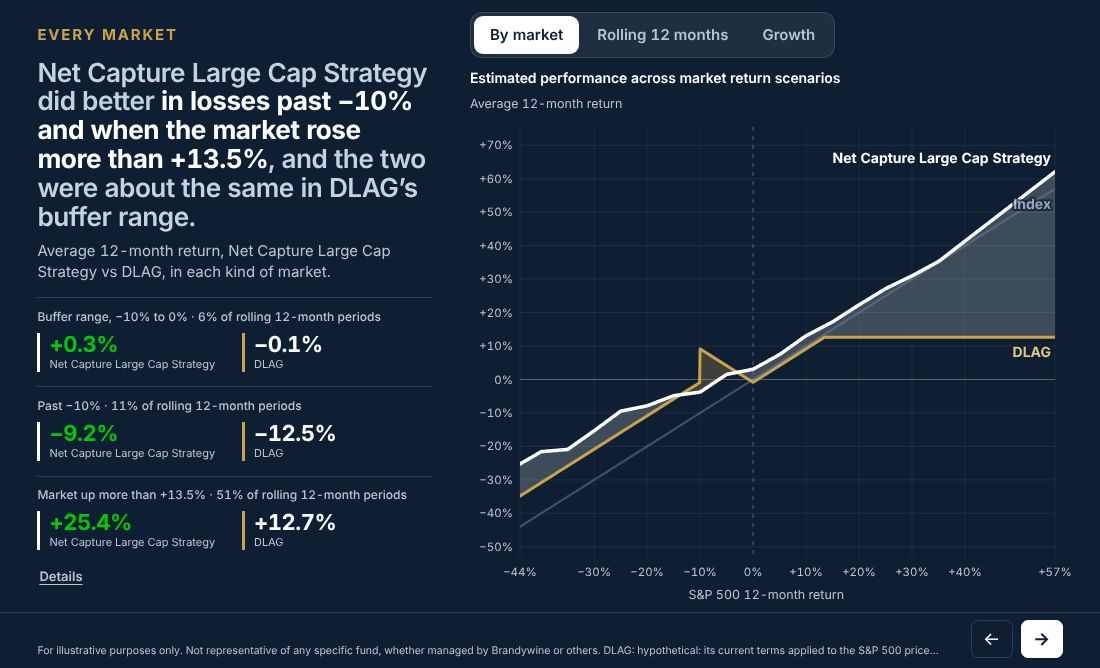 EVERY MARKET
Net Capture Large Cap Strategy
did better in losses past −10%
and when the market rose
more than +13.5%, and the two
were about the same in DLAG’s
buffer range.
Average 12-month return, Net Capture Large Cap
Strategy vs DLAG, in each kind of market.
Buffer range, −10% to 0% · 6% of rolling 12-month periods
+0.3%
Net Capture Large Cap Strategy
−0.1%
DLAG
Past −10% · 11% of rolling 12-month periods
−9.2%
Net Capture Large Cap Strategy
−12.5%
DLAG
Market up more than +13.5% · 51% of rolling 12-month periods
+25.4%
Net Capture Large Cap Strategy
+12.7%
DLAG
Details
By market
Rolling 12 months
Growth
Estimated performance across market return scenarios
Average 12-month return
+70%
+60%
+50%
+40%
+30%
+20%
+10%
0%
−10%
−20%
−30%
−40%
−50%
Net Capture Large Cap Strategy
Index
DLAG
−44%
−30%
−20%
−10%
0%
+10%
+20%
+30%
+40%
+57%
S&P 500 12-month return
For illustrative purposes only. Not representative of any specific fund, whether managed by Brandywine or others. DLAG: hypothetical: its current terms applied to the S&P 500 price…